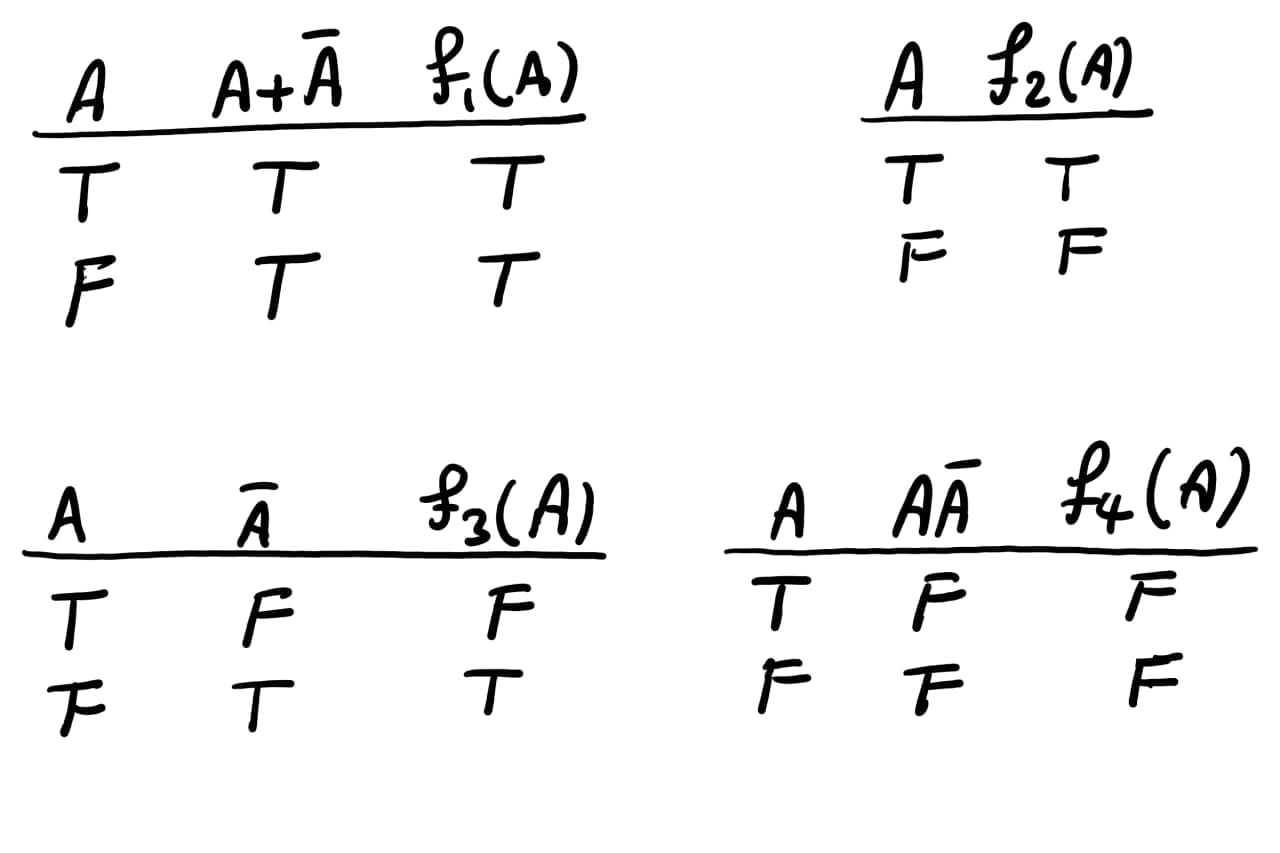 A A+Ā f₁(A)
T T T
F T T
A f₂(A)
T T
F F
A Ā f₃(A)
T F F
F T T
A AĀ f₄(A)
T F F
F F F